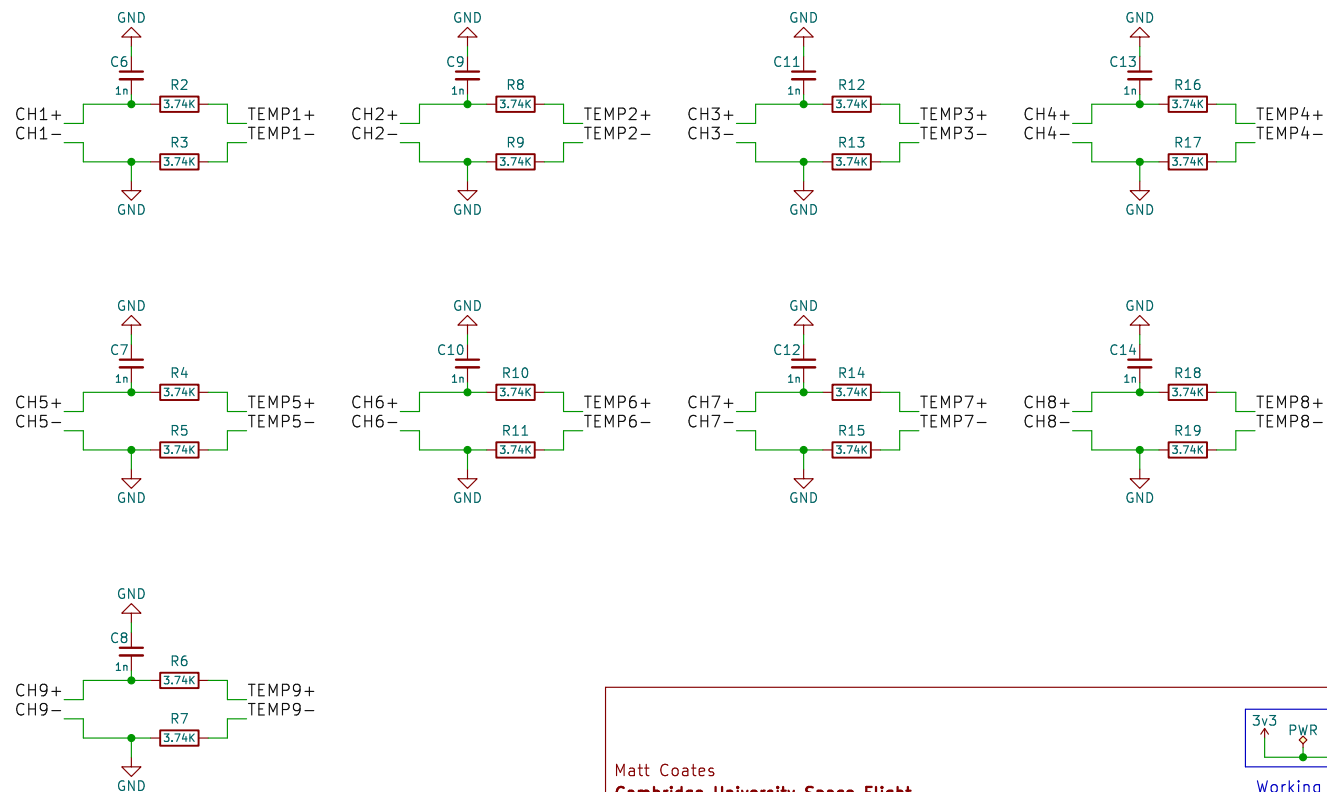 GND GND GND GND
C6 C9 C11 C13
R2 R8 R12 R16
1n 3.74K 1n 3.74K 1n 3.74K 1n 3.74K
CH1+ TEMP1+ CH2+ TEMP2+ CH3+ TEMP3+ CH4+ TEMP4+
CH1- TEMP1- CH2- TEMP2- CH3- TEMP3- CH4- TEMP4-
R3 R9 R13 R17
3.74K 3.74K 3.74K 3.74K
GND GND GND GND
GND GND GND GND
C7 C10 C12 C14
R4 R10 R14 R18
1n 3.74K 1n 3.74K 1n 3.74K 1n 3.74K
CH5+ TEMP5+ CH6+ TEMP6+ CH7+ TEMP7+ CH8+ TEMP8+
CH5- TEMP5- CH6- TEMP6- CH7- TEMP7- CH8- TEMP8-
R5 R11 R15 R19
3.74K 3.74K 3.74K 3.74K
GND GND GND GND
GND
C8
R6
1n 3.74K
CH9+ TEMP9+
CH9- TEMP9-
R7
3.74K
GND
3v3 PWR
Matt Coates
Cambridge University Space Flight
Working